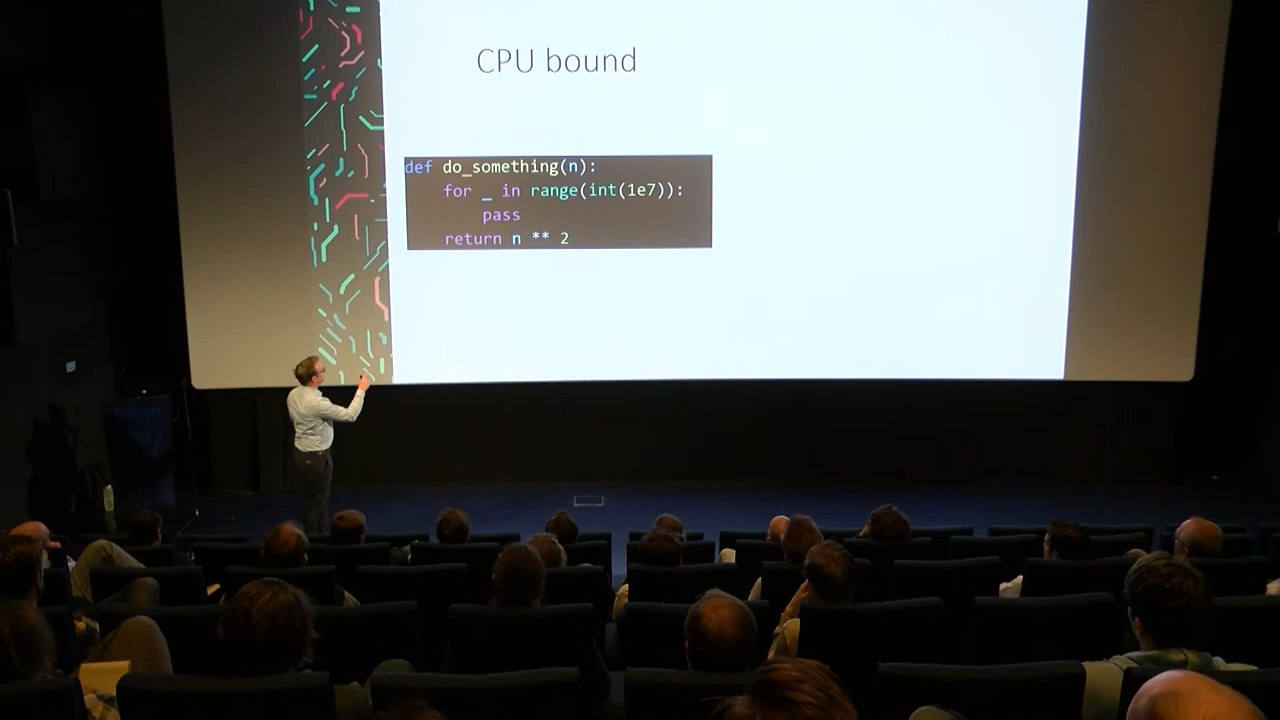 CPU bound
def do_something(n):
    for _ in range(int(1e7)):
        pass
    return n ** 2